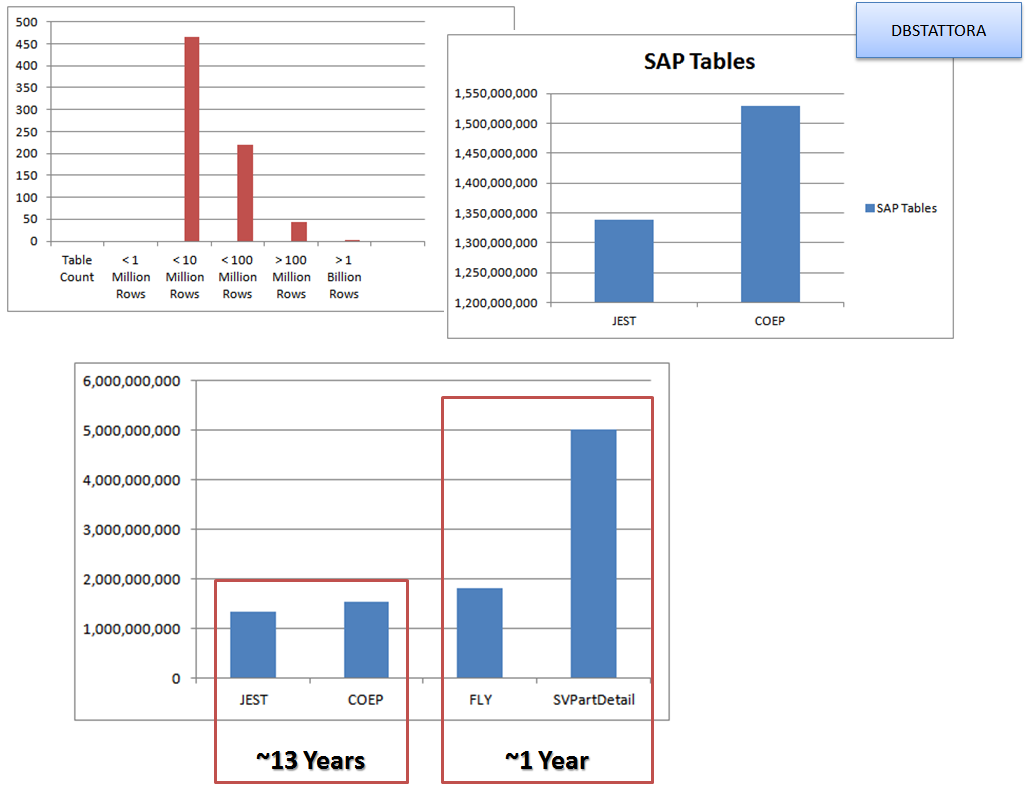 500
450
400
350
300
250
200
150
100
50
0
Table
Count
< 1
Million
Rows
< 10
Million
Rows
< 100
Million
Rows
> 100
Million
Rows
> 1
Billion
Rows
DBSTATTORA
SAP Tables
1,550,000,000
1,500,000,000
1,450,000,000
1,400,000,000
1,350,000,000
1,300,000,000
1,250,000,000
1,200,000,000
JEST
COEP
SAP Tables
6,000,000,000
5,000,000,000
4,000,000,000
3,000,000,000
2,000,000,000
1,000,000,000
0
JEST
COEP
FLY
SVPartDetail
~13 Years
~1 Year